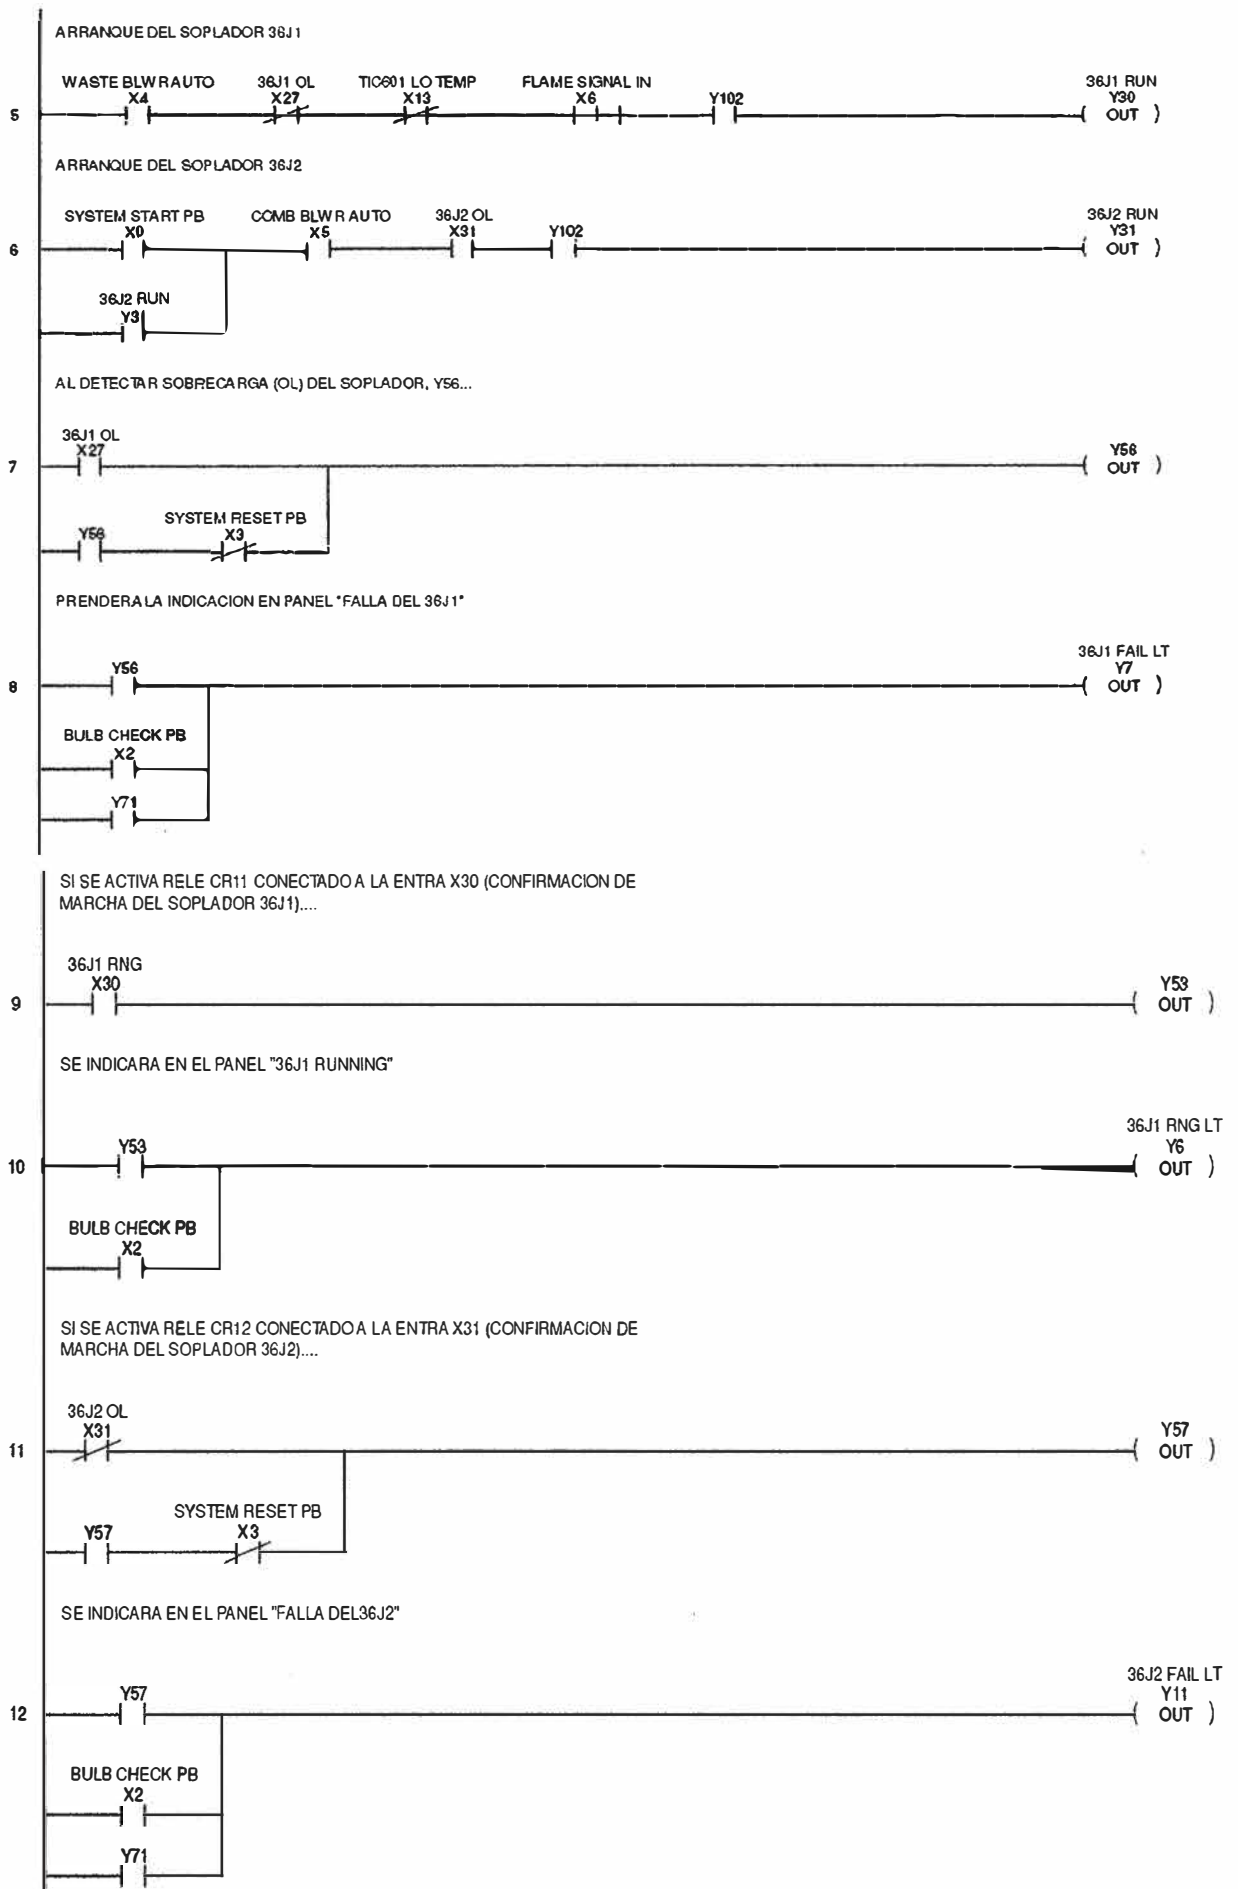 ARRANQUE DEL SOPLADOR 36J1
WASTE BLWR AUTO 36J1 OL TIC601 LO TEMP FLAME SIGNAL IN 36J1 RUN
X4 X27 X13 X6 Y102 Y30
5 OUT
ARRANQUE DEL SOPLADOR 36J2
SYSTEM START PB COMB BLWR AUTO 36J2 OL 36J2 RUN
X0 X5 X31 Y102 Y31
6 OUT
36J2 RUN
Y31
AL DETECTAR SOBRECARGA (OL) DEL SOPLADOR, Y56...
36J1 OL
X27 Y56
7 OUT
SYSTEM RESET PB
Y56 X3
PRENDERA LA INDICACION EN PANEL "FALLA DEL 36J1"
36J1 FAIL LT
Y56 Y7
8 OUT
BULB CHECK PB
X2
Y71
SI SE ACTIVA RELE CR11 CONECTADO A LA ENTRA X30 (CONFIRMACION DE
MARCHA DEL SOPLADOR 36J1)....
36J1 RNG
X30 Y53
9 OUT
SE INDICARA EN EL PANEL "36J1 RUNNING"
36J1 RNG LT
Y53 Y6
10 OUT
BULB CHECK PB
X2
SI SE ACTIVA RELE CR12 CONECTADO A LA ENTRA X31 (CONFIRMACION DE
MARCHA DEL SOPLADOR 36J2)....
36J2 OL
X31 Y57
11 OUT
SYSTEM RESET PB
Y57 X3
SE INDICARA EN EL PANEL "FALLA DEL36J2"
36J2 FAIL LT
Y57 Y11
12 OUT
BULB CHECK PB
X2
Y71